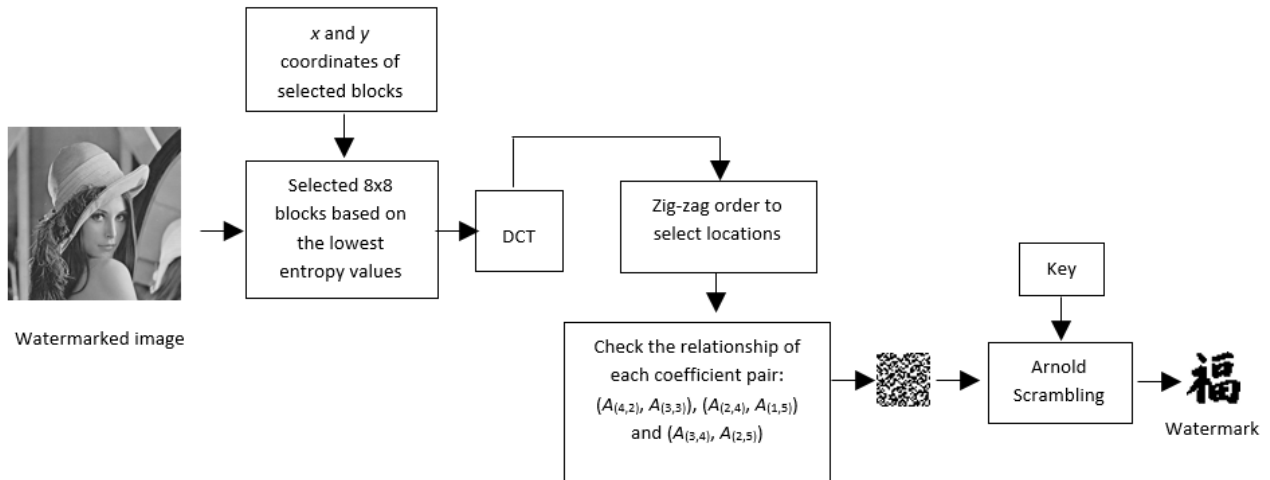 x and y
coordinates of
selected blocks
Selected 8x8
blocks based on
the lowest
entropy values
DCT
Zig-zag order to
select locations
Key
Watermarked image
Check the relationship of
each coefficient pair:
(A(4,2), A(3,3)), (A(2,4), A(1,5))
and (A(3,4), A(2,5))
Arnold
Scrambling
福
Watermark